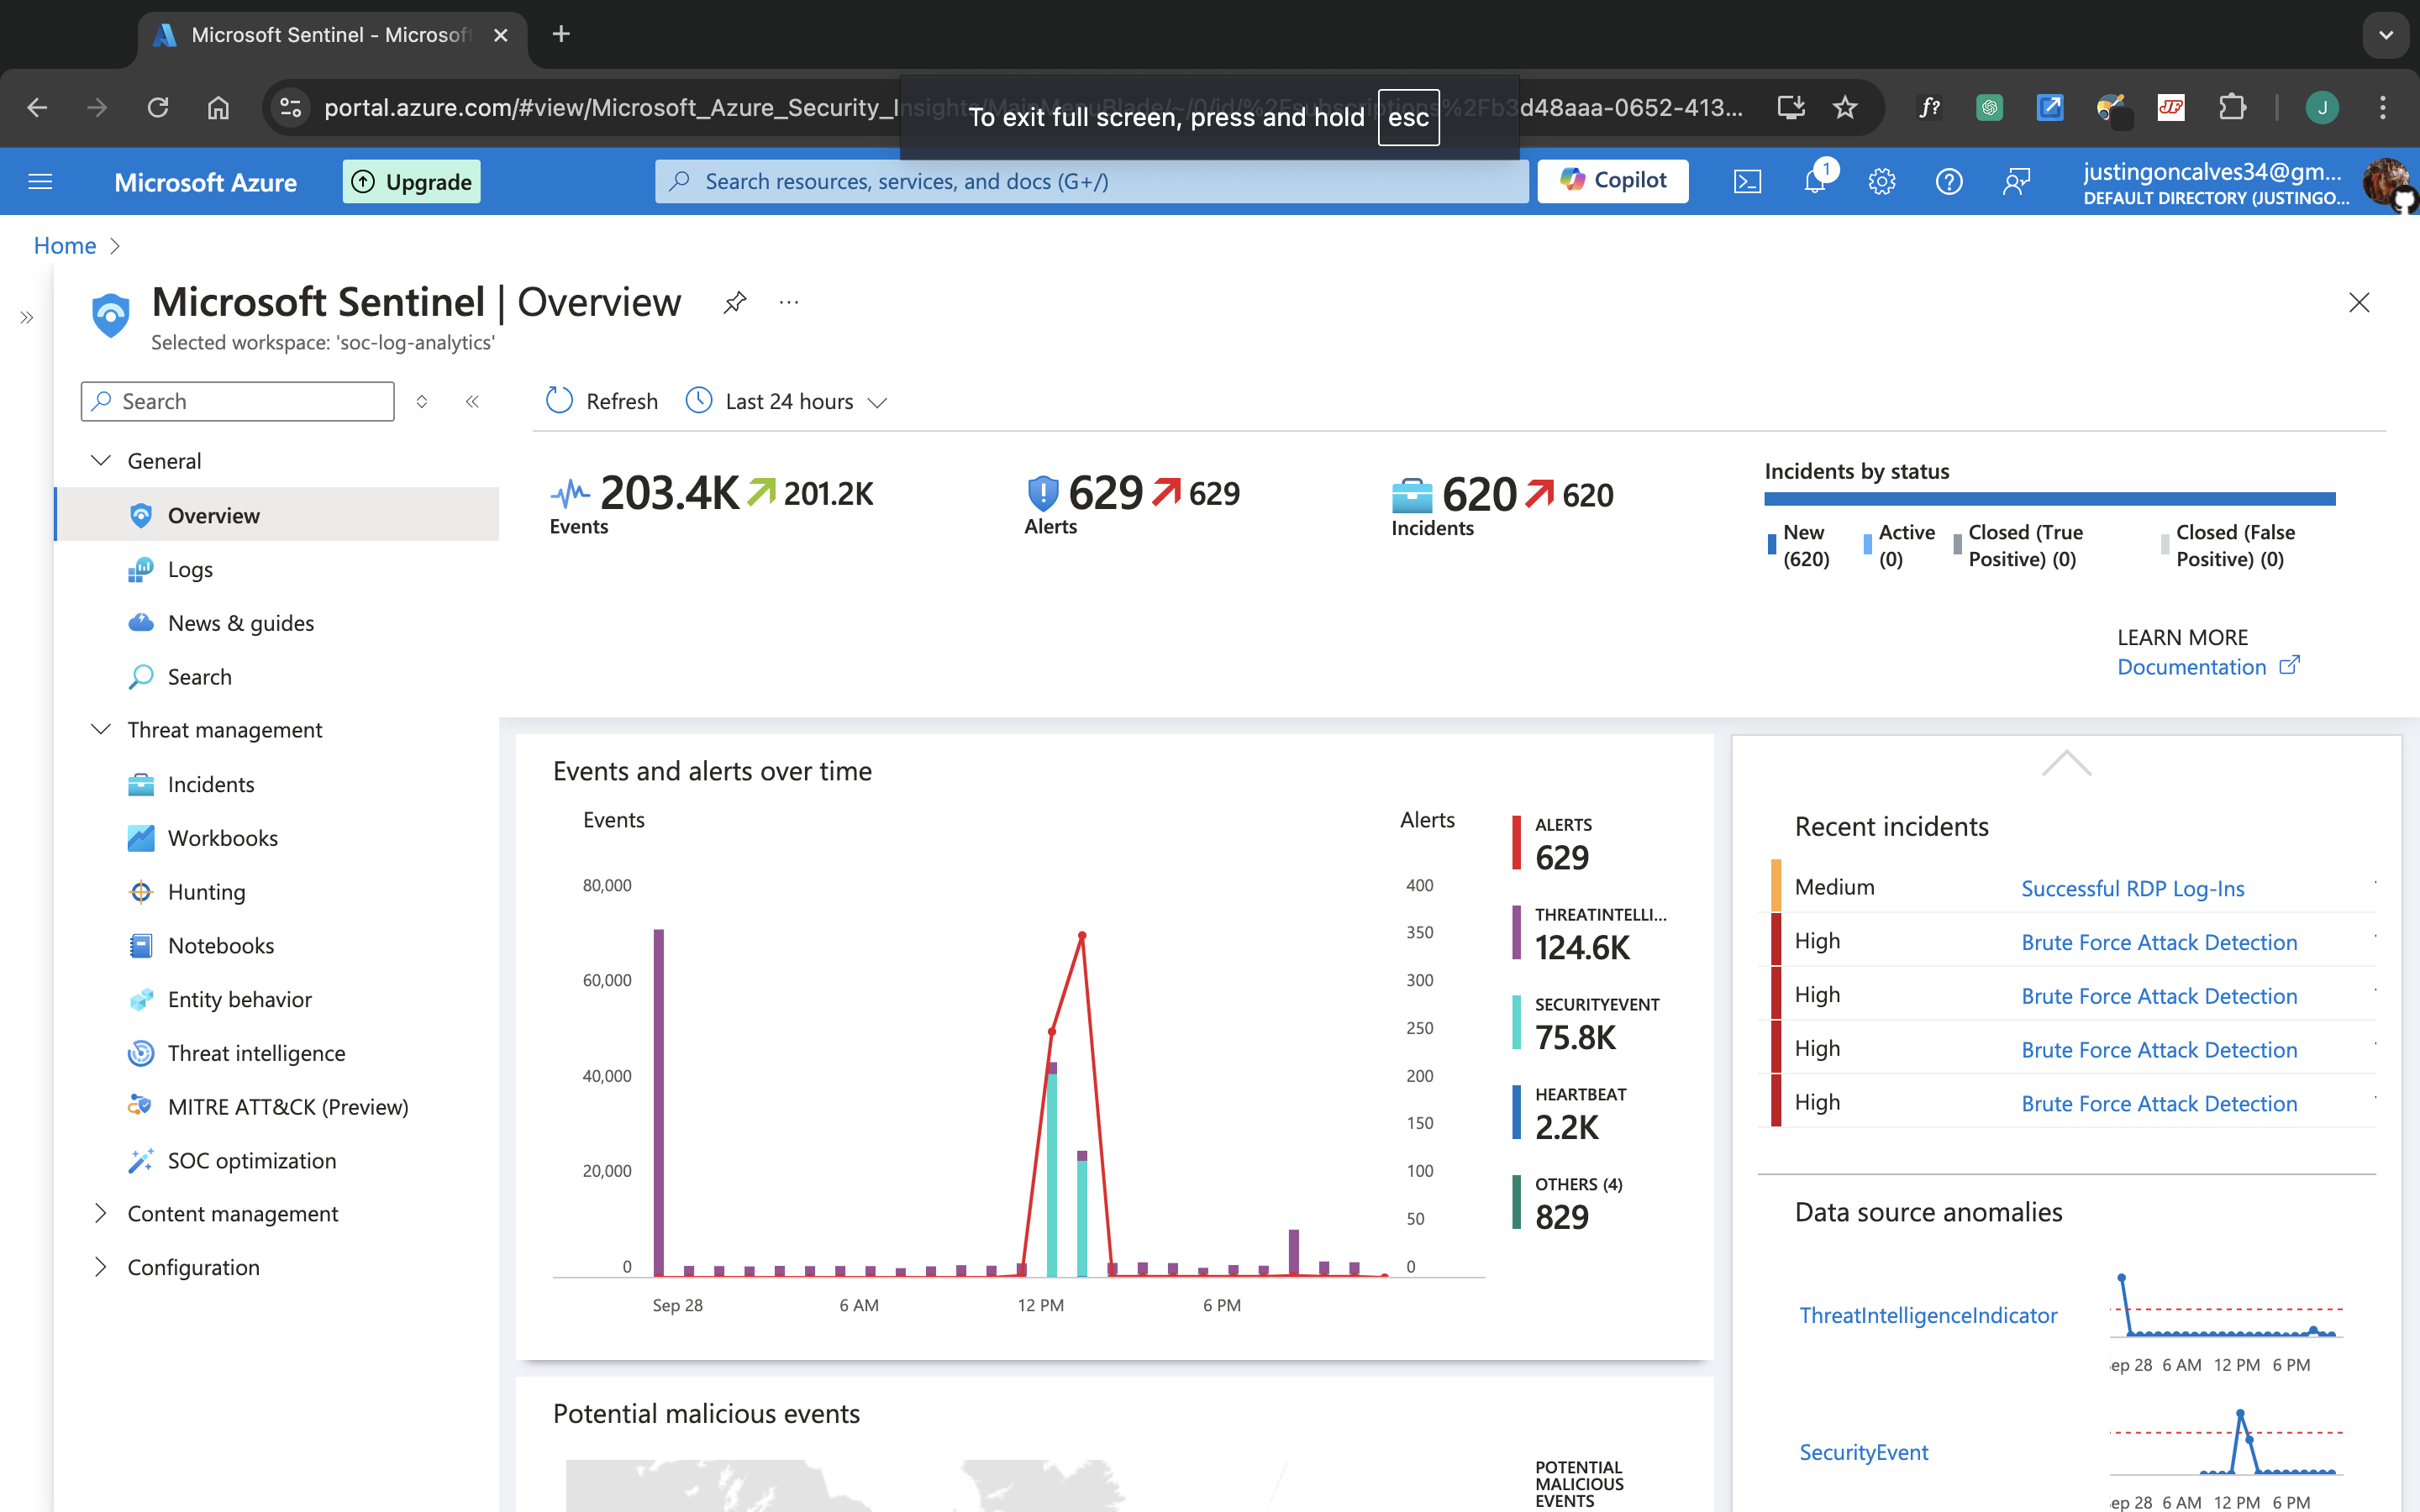 Microsoft Sentinel - Microsoft
portal.azure.com/#view/Microsoft_Azure_Security_Insights/MainMenuBlade/~/0/id/%2Fsubscriptions%2Fb3d48aaa-0652-413...
To exit full screen, press and hold esc
f?
JF
J
Microsoft Azure
Upgrade
Search resources, services, and docs (G+/)
Copilot
1
justingoncalves34@gm...
DEFAULT DIRECTORY (JUSTINGO...
Home
Microsoft Sentinel | Overview
Selected workspace: 'soc-log-analytics'
Search
General
Overview
Logs
News & guides
Search
Threat management
Incidents
Workbooks
Hunting
Notebooks
Entity behavior
Threat intelligence
MITRE ATT&CK (Preview)
SOC optimization
Content management
Configuration
Refresh
Last 24 hours
203.4K 201.2K
Events
629 629
Alerts
620 620
Incidents
Incidents by status
New (620)
Active (0)
Closed (True Positive) (0)
Closed (False Positive) (0)
LEARN MORE
Documentation
Events and alerts over time
Events
Alerts
80,000
60,000
40,000
20,000
0
400
350
300
250
200
150
100
50
0
Sep 28
6 AM
12 PM
6 PM
ALERTS
629
THREATINTELLI...
124.6K
SECURITYEVENT
75.8K
HEARTBEAT
2.2K
OTHERS (4)
829
Potential malicious events
POTENTIAL
MALICIOUS
EVENTS
Recent incidents
Medium Successful RDP Log-Ins
High Brute Force Attack Detection
High Brute Force Attack Detection
High Brute Force Attack Detection
High Brute Force Attack Detection
Data source anomalies
ThreatIntelligenceIndicator
ep 28 6 AM 12 PM 6 PM
SecurityEvent
ep 28 6 AM 12 PM 6 PM